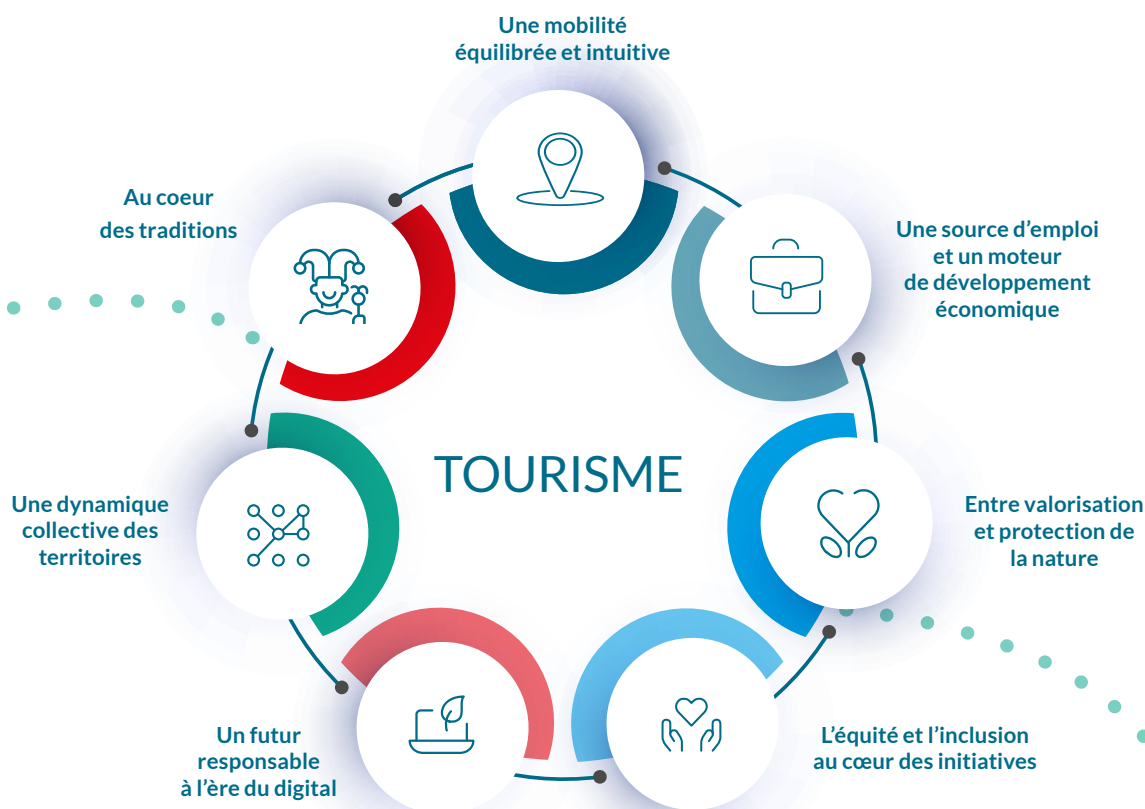 Une mobilité
équilibrée et intuitive
Au coeur
des traditions
Une source d'emploi
et un moteur
de développement
économique
TOURISME
Une dynamique
collective des
territoires
Entre valorisation
et protection de
la nature
Un futur
responsable
à l'ère du digital
L'équité et l'inclusion
au cœur des initiatives